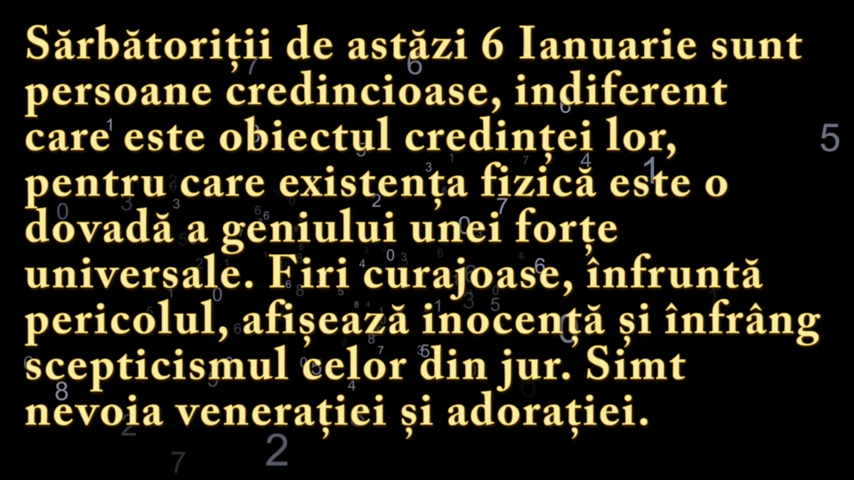 Sărbătoriții de astăzi 6 Ianuarie sunt
persoane credincioase, indiferent
care este obiectul credinței lor,
pentru care existența fizică este o
dovadă a geniului unei forțe
universale. Firi curajoase, înfruntă
pericolul, afișează inocență și înfrâng
scepticismul celor din jur. Simt
nevoia venerației și adorației.